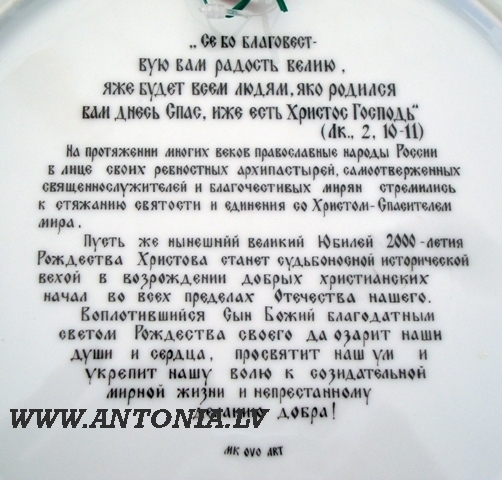 „Се бо благовест-
вую вам радость велию,
яже будет всем людям, яко родился
вам днесь Спас, иже есть Христос Господь“
(Лк., 2, 10-11)
На протяжении многих веков православные народы России
в лице своих ревностных архипастырей, самоотверженных
священнослужителей и благочестивых мирян стремились
к стяжанию святости и единения со Христом-Спасителем
мира.
Пусть же нынешний великий Юбилей 2000-летия
Рождества Христова станет судьбоносной исторической
вехой в возрождении добрых христианских
начал во всех пределах Отечества нашего.
Воплотившийся Сын Божий благодатным
светом Рождества своего да озарит наши
души и сердца, просветит наш ум и
укрепит нашу волю к созидательной
мирной жизни и непрестанному
деланию добра!
WWW.ANTONIA.LV
МК OVO ART